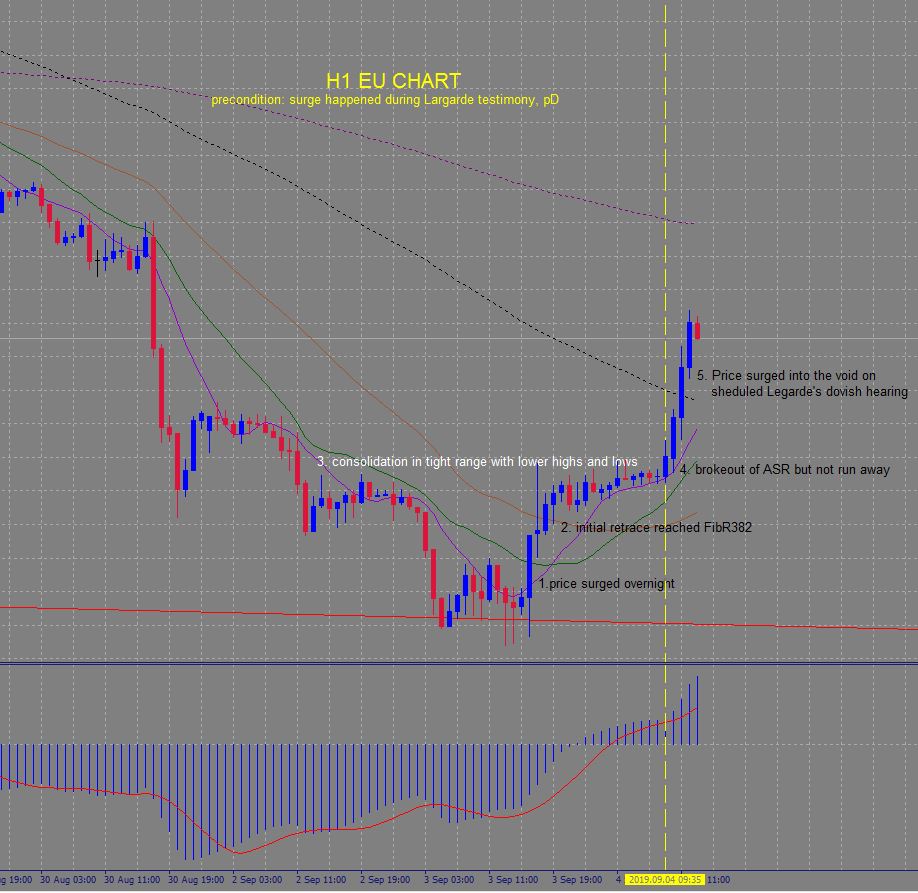 H1 EU CHART
precondition: surge happened during Largarde testimony, pD
5. Price surged into the void on
sheduled Legarde's dovish hearing
3. consolidation in tight range with lower highs and lows
4. brokeout of ASR but not run away
2. initial retrace reached FibR382
1.price surged overnight
19:00 30 Aug 03:00 30 Aug 11:00 30 Aug 19:00 2 Sep 03:00 2 Sep 11:00 2 Sep 19:00 3 Sep 03:00 3 Sep 11:00 3 Sep 19:00 4 2019.09.04 09:35 11:00